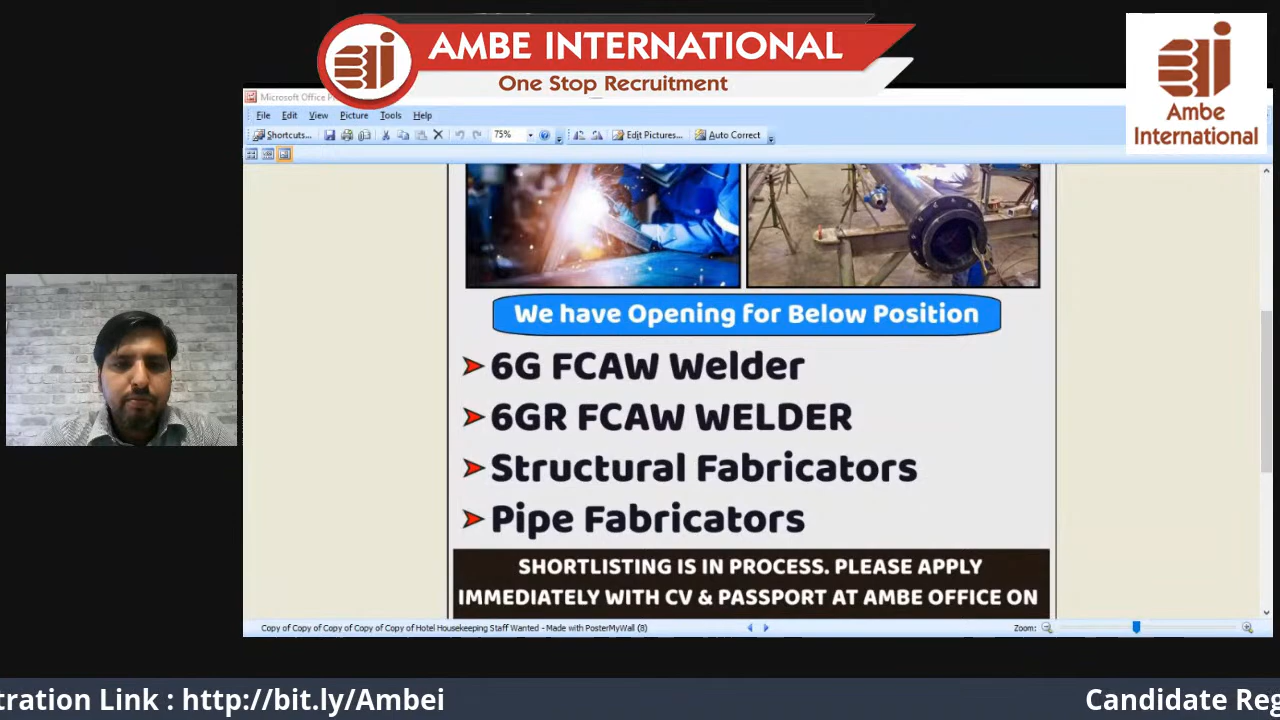 AMBE INTERNATIONAL
One Stop Recruitment
Ambe
International
Microsoft Office
File Edit View Picture Tools Help
Shortcuts... 75% Edit Pictures... Auto Correct
We have Opening for Below Position
6G FCAW Welder
6GR FCAW WELDER
Structural Fabricators
Pipe Fabricators
SHORTLISTING IS IN PROCESS. PLEASE APPLY
IMMEDIATELY WITH CV & PASSPORT AT AMBE OFFICE ON
Copy of Copy of Copy of Copy of Copy of Hotel Housekeeping Staff Wanted - Made with PosterMyWall (8) Zoom:
tration Link : http://bit.ly/Ambei Candidate Reg